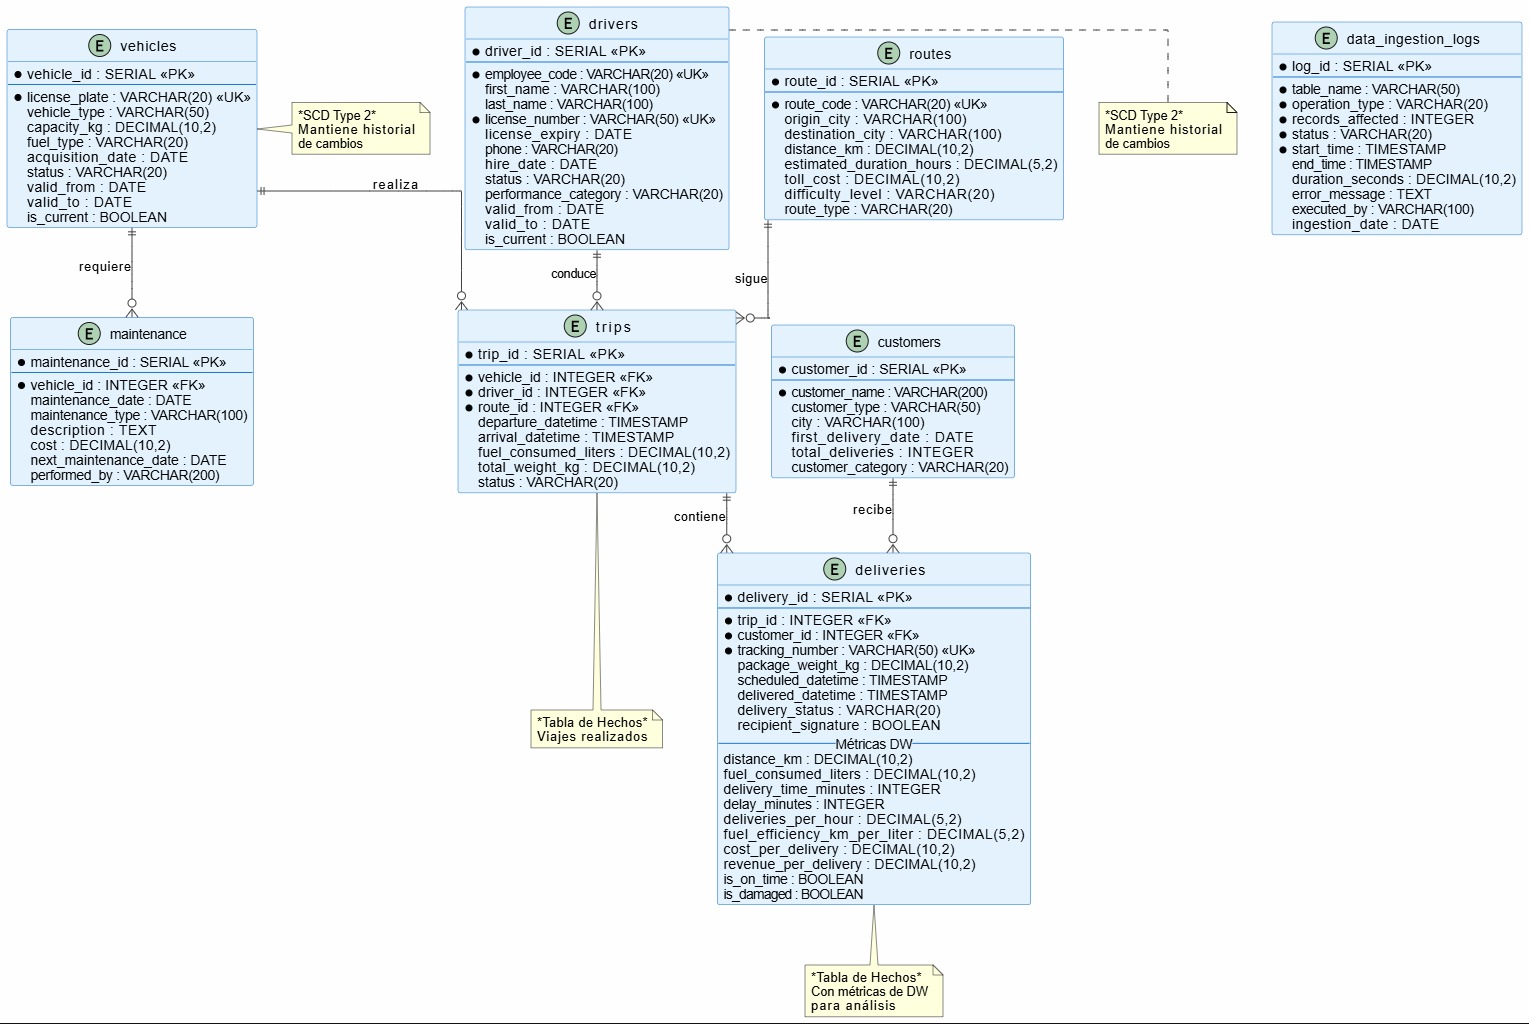 E vehicles
vehicle_id : SERIAL «PK»
license_plate : VARCHAR(20) «UK»
vehicle_type : VARCHAR(50)
capacity_kg : DECIMAL(10,2)
fuel_type : VARCHAR(20)
acquisition_date : DATE
status : VARCHAR(20)
valid_from : DATE
valid_to : DATE
is_current : BOOLEAN
*SCD Type 2*
Mantiene historial
de cambios
E drivers
driver_id : SERIAL «PK»
employee_code : VARCHAR(20) «UK»
first_name : VARCHAR(100)
last_name : VARCHAR(100)
license_number : VARCHAR(50) «UK»
license_expiry : DATE
phone : VARCHAR(20)
hire_date : DATE
status : VARCHAR(20)
performance_category : VARCHAR(20)
valid_from : DATE
valid_to : DATE
is_current : BOOLEAN
E routes
route_id : SERIAL «PK»
route_code : VARCHAR(20) «UK»
origin_city : VARCHAR(100)
destination_city : VARCHAR(100)
distance_km : DECIMAL(10,2)
estimated_duration_hours : DECIMAL(5,2)
toll_cost : DECIMAL(10,2)
difficulty_level : VARCHAR(20)
route_type : VARCHAR(20)
*SCD Type 2*
Mantiene historial
de cambios
E data_ingestion_logs
log_id : SERIAL «PK»
table_name : VARCHAR(50)
operation_type : VARCHAR(20)
records_affected : INTEGER
status : VARCHAR(20)
start_time : TIMESTAMP
end_time : TIMESTAMP
duration_seconds : DECIMAL(10,2)
error_message : TEXT
executed_by : VARCHAR(100)
ingestion_date : DATE
realiza
requiere
conduce
sigue
E maintenance
maintenance_id : SERIAL «PK»
vehicle_id : INTEGER «FK»
maintenance_date : DATE
maintenance_type : VARCHAR(100)
description : TEXT
cost : DECIMAL(10,2)
next_maintenance_date : DATE
performed_by : VARCHAR(200)
E trips
trip_id : SERIAL «PK»
vehicle_id : INTEGER «FK»
driver_id : INTEGER «FK»
route_id : INTEGER «FK»
departure_datetime : TIMESTAMP
arrival_datetime : TIMESTAMP
fuel_consumed_liters : DECIMAL(10,2)
total_weight_kg : DECIMAL(10,2)
status : VARCHAR(20)
E customers
customer_id : SERIAL «PK»
customer_name : VARCHAR(200)
customer_type : VARCHAR(50)
city : VARCHAR(100)
first_delivery_date : DATE
total_deliveries : INTEGER
customer_category : VARCHAR(20)
contiene
recibe
E deliveries
delivery_id : SERIAL «PK»
trip_id : INTEGER «FK»
customer_id : INTEGER «FK»
tracking_number : VARCHAR(50) «UK»
package_weight_kg : DECIMAL(10,2)
scheduled_datetime : TIMESTAMP
delivered_datetime : TIMESTAMP
delivery_status : VARCHAR(20)
recipient_signature : BOOLEAN
Métricas DW
distance_km : DECIMAL(10,2)
fuel_consumed_liters : DECIMAL(10,2)
delivery_time_minutes : INTEGER
delay_minutes : INTEGER
deliveries_per_hour : DECIMAL(5,2)
fuel_efficiency_km_per_liter : DECIMAL(5,2)
cost_per_delivery : DECIMAL(10,2)
revenue_per_delivery : DECIMAL(10,2)
is_on_time : BOOLEAN
is_damaged : BOOLEAN
*Tabla de Hechos*
Viajes realizados
*Tabla de Hechos*
Con métricas de DW
para análisis